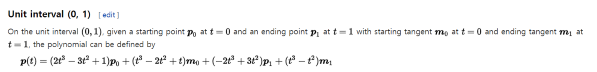 Unit interval (0, 1) [edit]
On the unit interval (0, 1), given a starting point p₀ at t = 0 and an ending point p₁ at t = 1 with starting tangent m₀ at t = 0 and ending tangent m₁ at
t = 1, the polynomial can be defined by
p(t) = (2t³ − 3t² + 1)p₀ + (t³ − 2t² + t)m₀ + (−2t³ + 3t²)p₁ + (t³ − t²)m₁